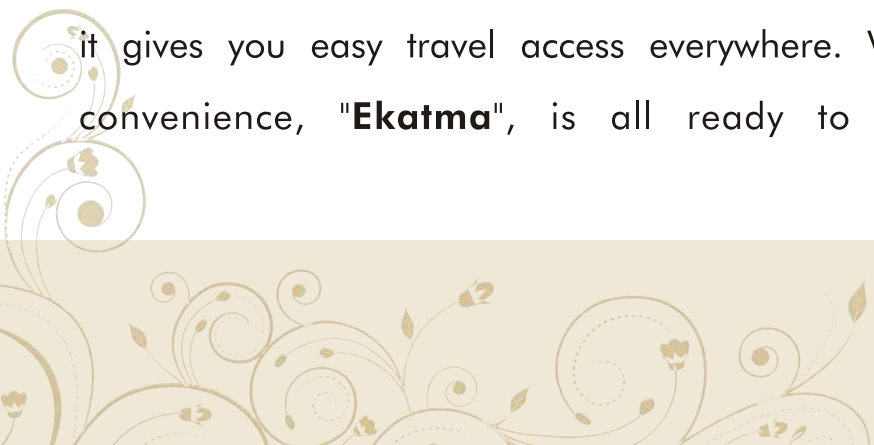 it gives you easy travel access everywhere.
convenience, "Ekatma", is all ready to